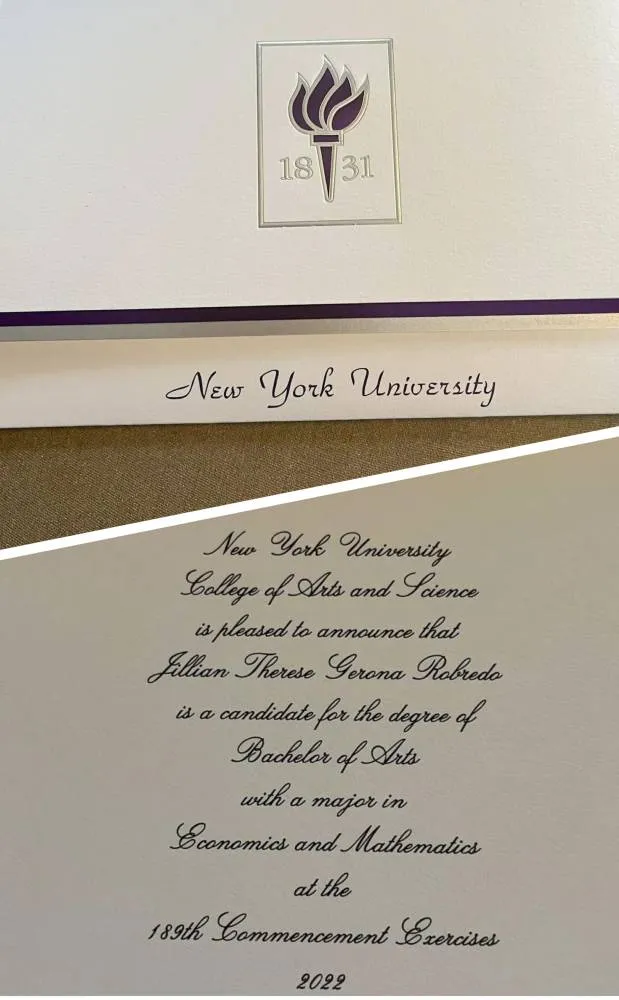 18 31
New York University
New York University
College of Arts and Science
is pleased to announce that
Jillian Therese Gerona Robredo
is a candidate for the degree of
Bachelor of Arts
with a major in
Economics and Mathematics
at the
189th Commencement Exercises
2022